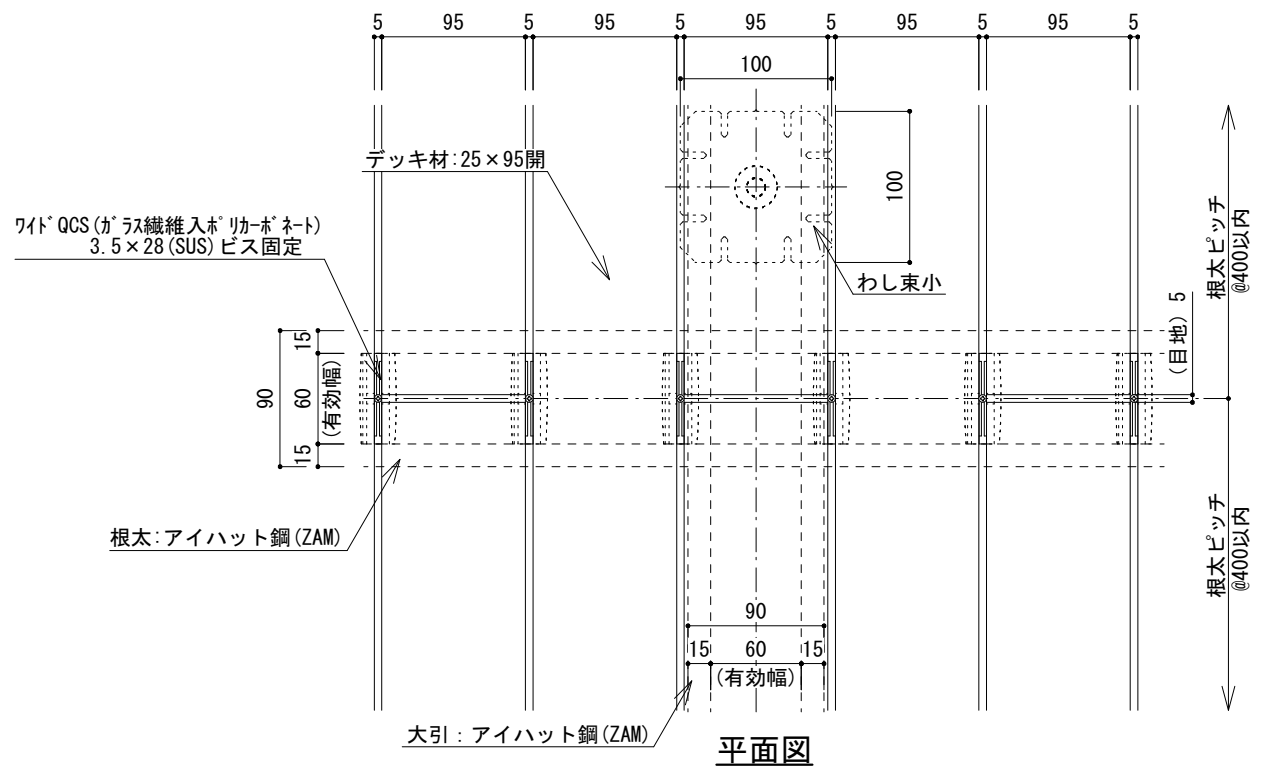 5 95 5 95 5 95 5 95 5 95 5
100
デッキ材:25×95開
100
ワイドQCS(ガラス繊維入ポリカーボネート)
3.5×28(SUS)ビス固定
わし束小
根太ピッチ
@400以内
(目地) 5
90
15
60
(有効幅)
15
根太:アイハット鋼(ZAM)
根太ピッチ
@400以内
90
15 60 15
(有効幅)
大引:アイハット鋼(ZAM)
平面図